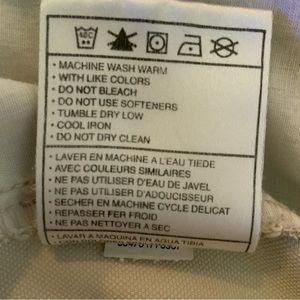 40C
• MACHINE WASH WARM
• WITH LIKE COLORS
• DO NOT BLEACH
• DO NOT USE SOFTENERS
• TUMBLE DRY LOW
• COOL IRON
• DO NOT DRY CLEAN
• LAVER EN MACHINE A L'EAU TIEDE
• AVEC COULEURS SIMILAIRES
• NE PAS UTILISER D'EAU DE JAVEL
• NE PAS UTILISER D'ADOUCISSEUR
• SECHER EN MACHINE CYCLE DELICAT
• REPASSER FER FROID
• NE PAS NETTOYER A SEC
• LAVAR A MAQUINA EN AGUA TIBIA